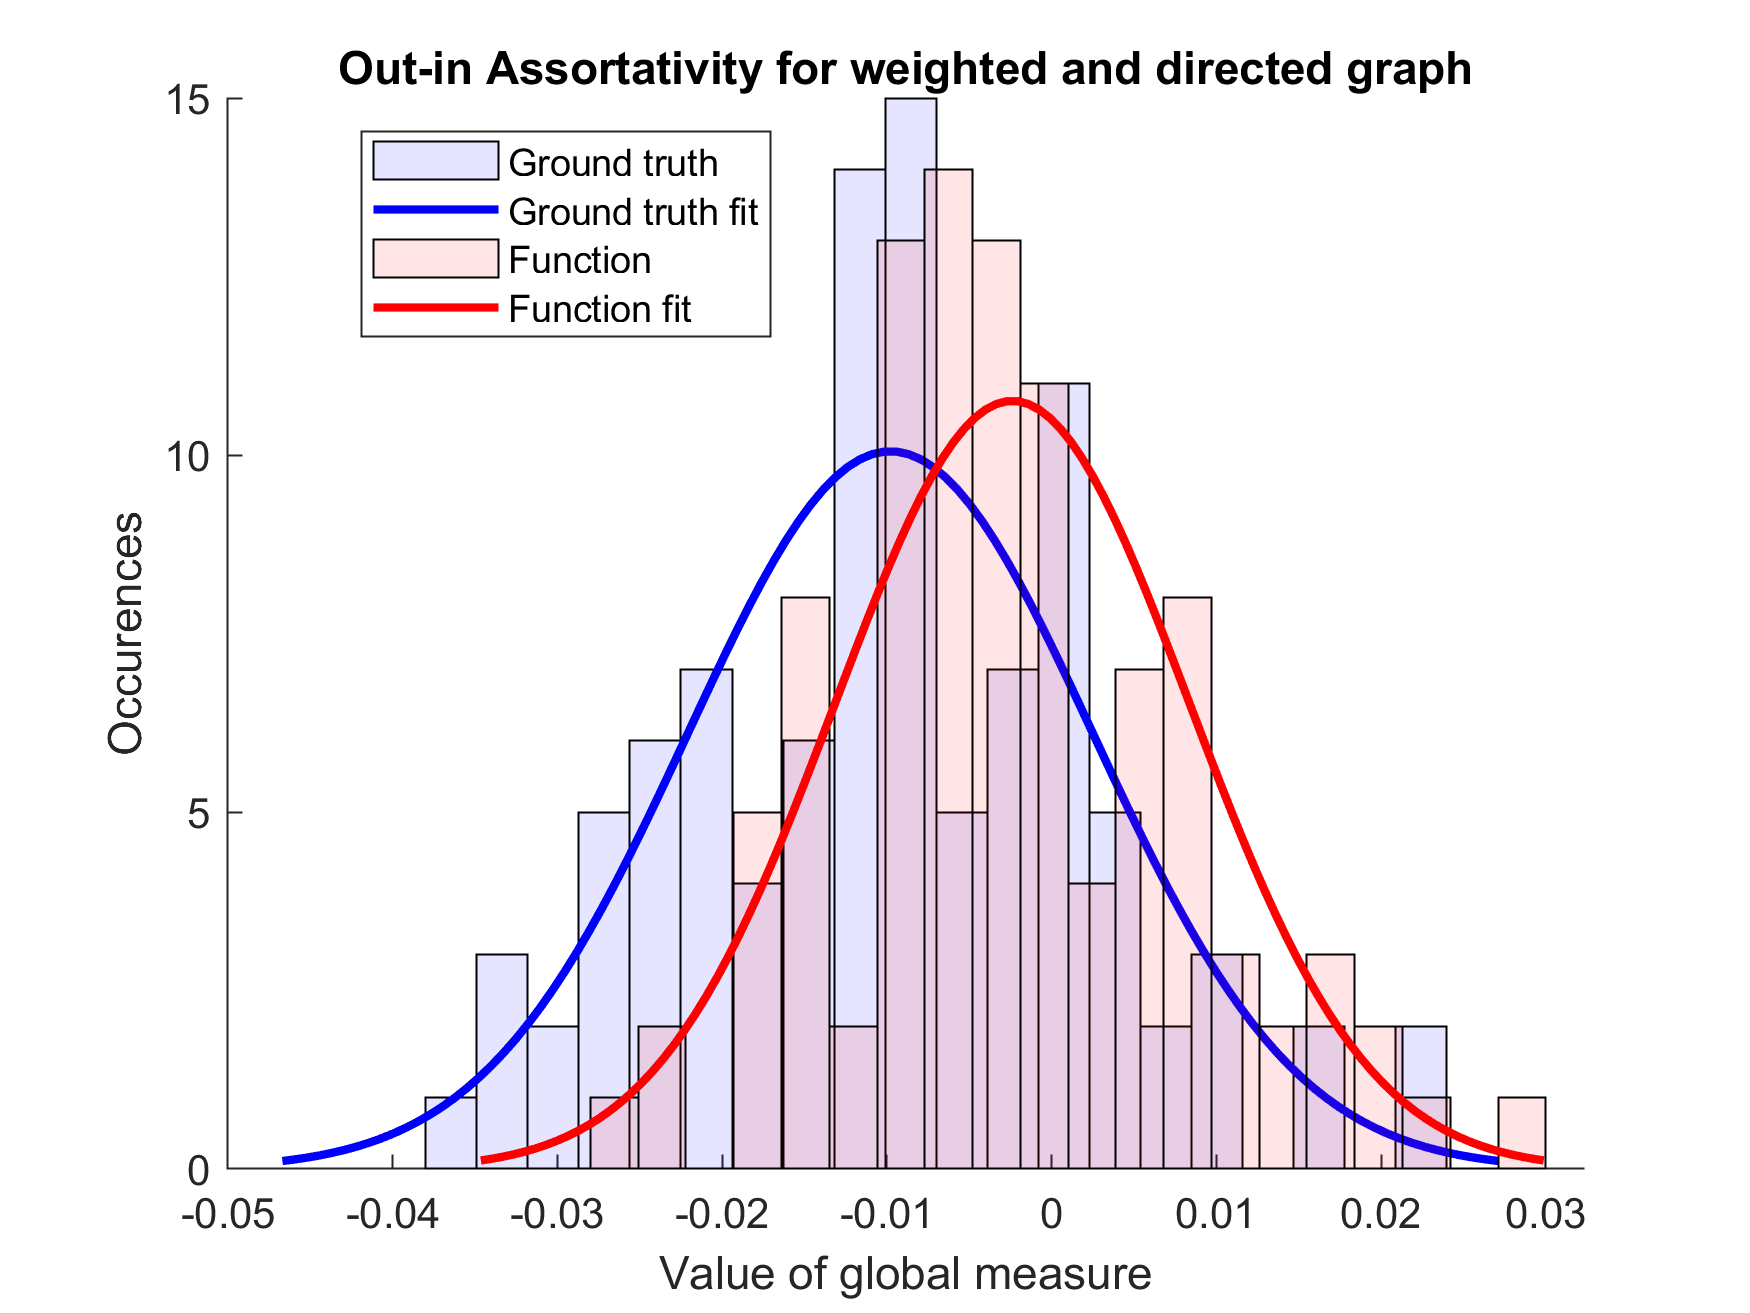 Out-in Assortativity for weighted and directed graph
15
10
5
0
Occurences
Ground truth
Ground truth fit
Function
Function fit
-0.05 -0.04 -0.03 -0.02 -0.01 0 0.01 0.02 0.03
Value of global measure